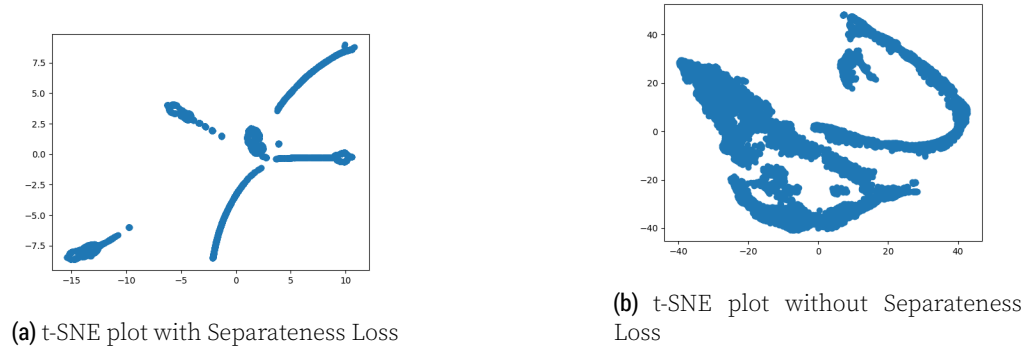 7.5
5.0
2.5
0.0
−2.5
−5.0
−7.5
−15 −10 −5 0 5 10
(a) t-SNE plot with Separateness Loss
40
20
0
−20
−40
−40 −20 0 20 40
(b) t-SNE plot without Separateness
Loss